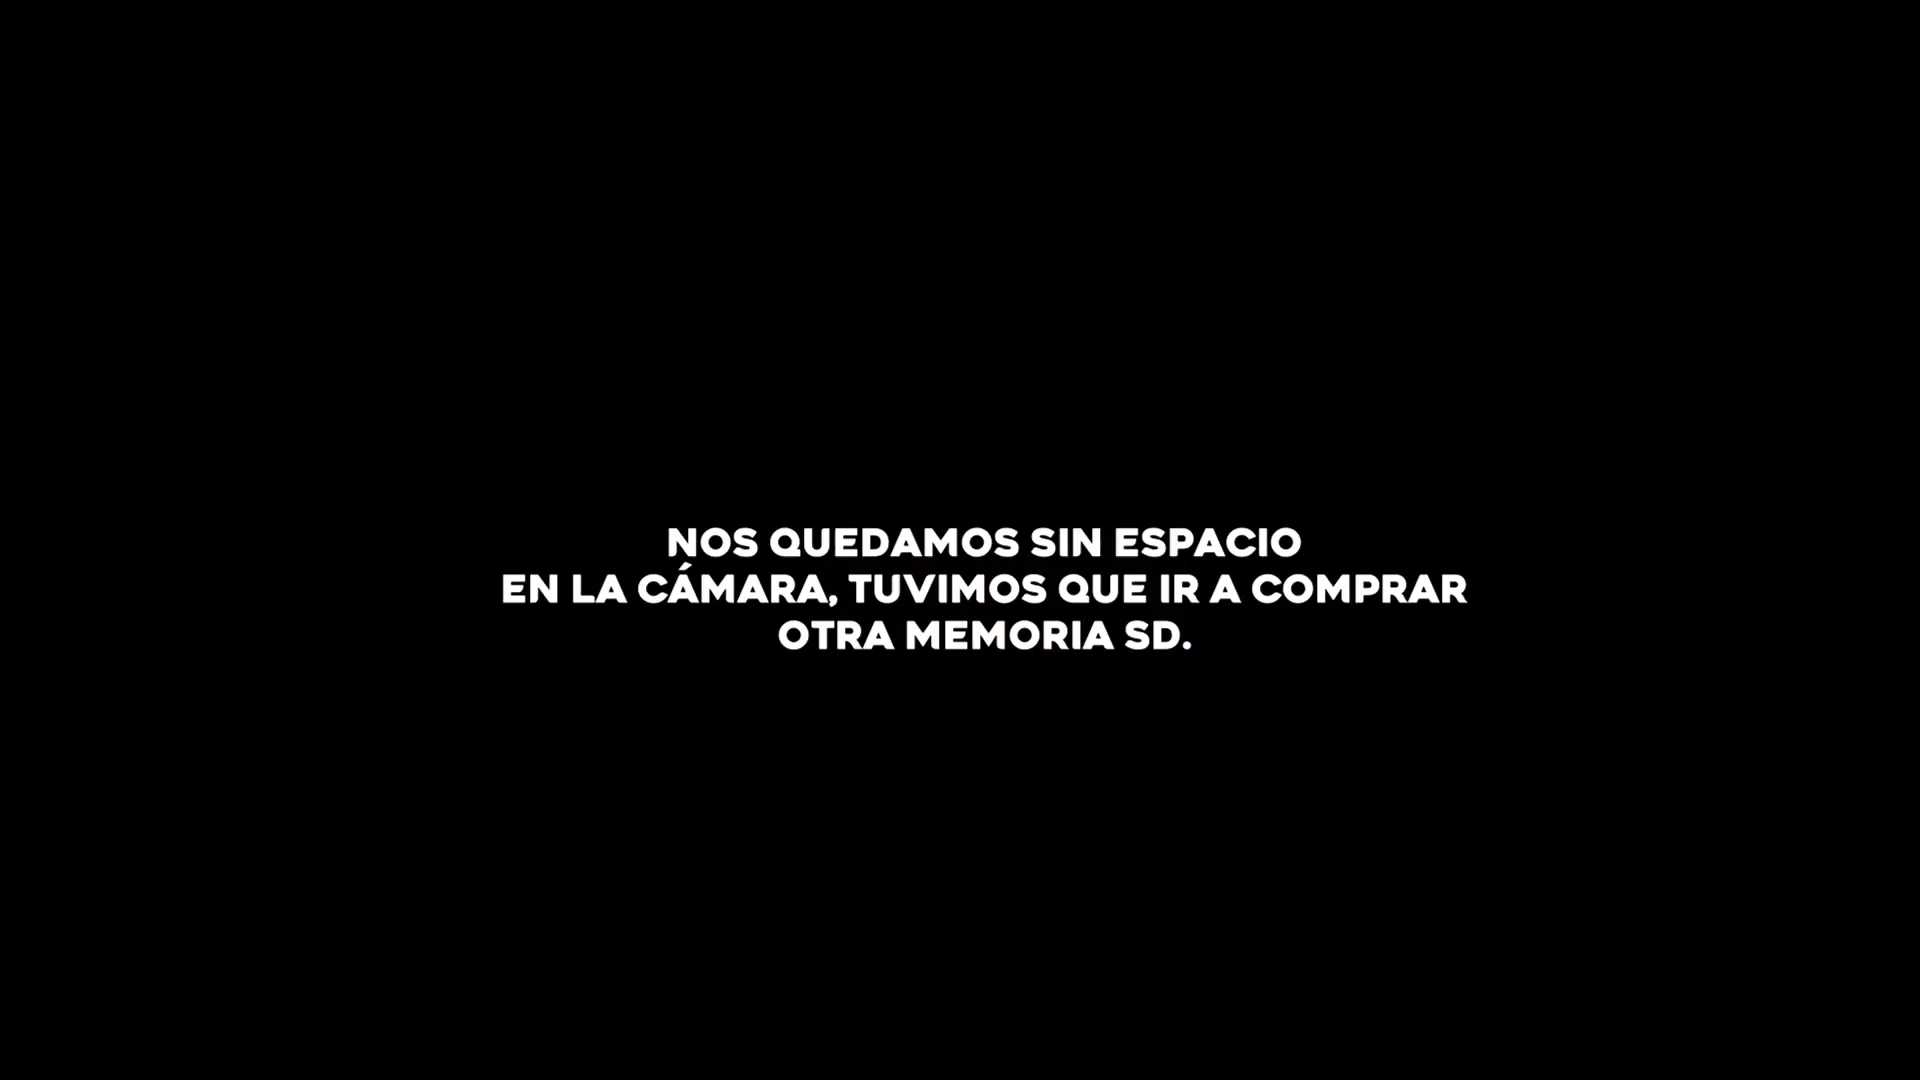 NOS QUEDAMOS SIN ESPACIO
EN LA CÁMARA, TUVIMOS QUE IR A COMPRAR
OTRA MEMORIA SD.